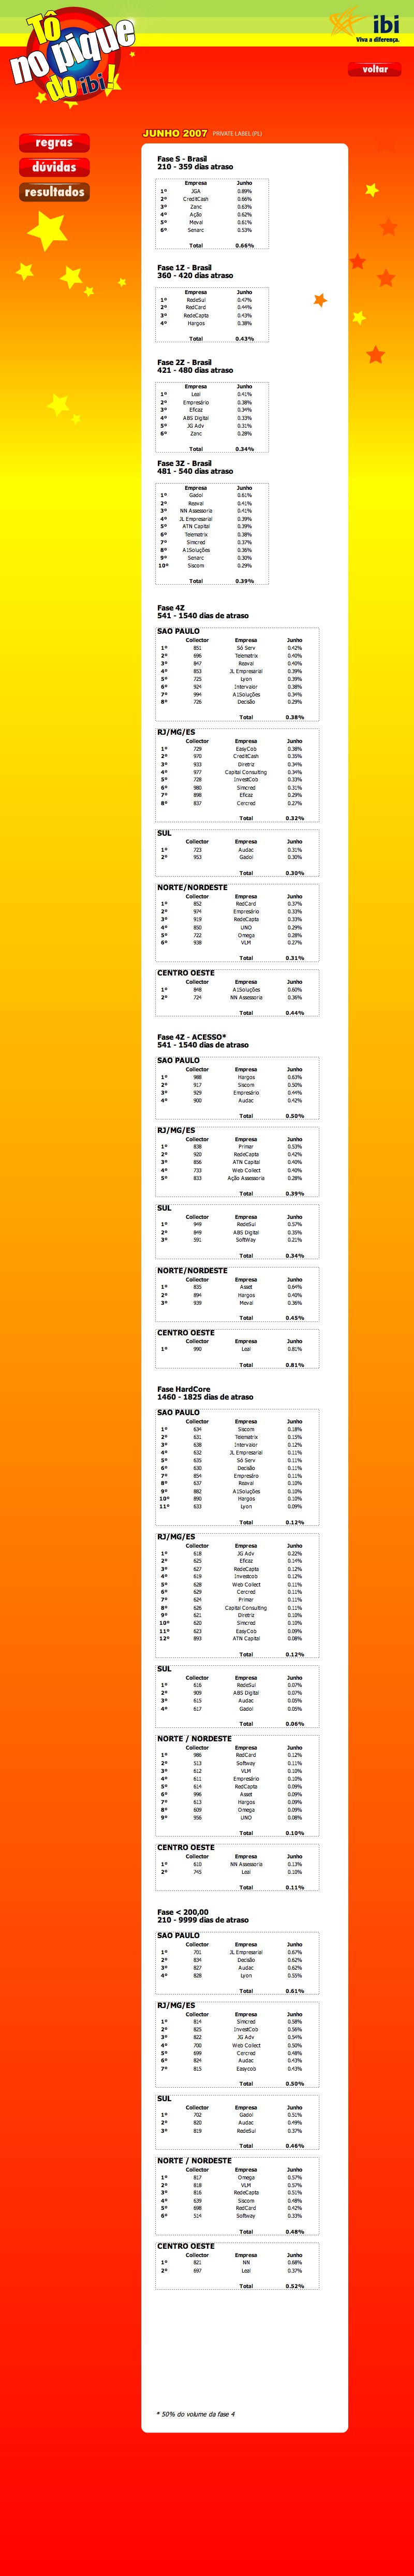 Tô
no pique
do ibi!
ibi
Viva a diferença.
voltar
regras
dúvidas
resultados
JUNHO 2007 PRIVATE LABEL (PL)
Fase S - Brasil
210 - 359 dias atraso
Empresa Junho
1º JGA 0.89%
2º CreditCash 0.66%
3º Zanc 0.63%
4º Ação 0.62%
5º Meval 0.61%
6º Senarc 0.53%
Total 0.66%
Fase 1Z - Brasil
360 - 420 dias atraso
Empresa Junho
1º RedeSul 0.47%
2º RedCard 0.44%
3º RedeCapta 0.43%
4º Hargos 0.38%
Total 0.43%
Fase 2Z - Brasil
421 - 480 dias atraso
Empresa Junho
1º Leal 0.41%
2º Empresário 0.38%
3º Eficaz 0.34%
4º ABS Digital 0.33%
5º JG Adv 0.31%
6º Zanc 0.28%
Total 0.34%
Fase 3Z - Brasil
481 - 540 dias atraso
Empresa Junho
1º Gadoi 0.61%
2º Reaval 0.41%
3º NN Assessoria 0.41%
4º JL Empresarial 0.39%
5º ATN Capital 0.39%
6º Telematrix 0.38%
7º Simcred 0.37%
8º A1Soluções 0.36%
9º Senarc 0.30%
10º Siscom 0.29%
Total 0.39%
Fase 4Z
541 - 1540 dias de atraso
SAO PAULO
Collector Empresa Junho
1º 851 Só Serv 0.42%
2º 696 Telematrix 0.40%
3º 847 Reaval 0.40%
4º 853 JL Empresarial 0.39%
5º 725 Lyon 0.39%
6º 924 Intervalor 0.38%
7º 994 A1Soluções 0.34%
8º 726 Decisão 0.29%
Total 0.38%
RJ/MG/ES
Collector Empresa Junho
1º 729 EasyCob 0.38%
2º 970 CreditCash 0.35%
3º 933 Diretriz 0.34%
4º 977 Capital Consulting 0.34%
5º 728 InvestCob 0.33%
6º 980 Simcred 0.31%
7º 898 Eficaz 0.29%
8º 837 Cercred 0.27%
Total 0.32%
SUL
Collector Empresa Junho
1º 723 Audac 0.31%
2º 953 Gadoi 0.30%
Total 0.30%
NORTE/NORDESTE
Collector Empresa Junho
1º 852 RedCard 0.37%
2º 974 Empresário 0.33%
3º 919 RedeCapta 0.33%
4º 850 UNO 0.29%
5º 722 Omega 0.28%
6º 938 VLM 0.27%
Total 0.31%
CENTRO OESTE
Collector Empresa Junho
1º 848 A1Soluções 0.60%
2º 724 NN Assessoria 0.36%
Total 0.44%
Fase 4Z - ACESSO*
541 - 1540 dias de atraso
SAO PAULO
Collector Empresa Junho
1º 988 Hargos 0.63%
2º 917 Siscom 0.50%
3º 929 Empresário 0.44%
4º 900 Audac 0.42%
Total 0.50%
RJ/MG/ES
Collector Empresa Junho
1º 838 Primar 0.53%
2º 920 RedeCapta 0.42%
3º 856 ATN Capital 0.40%
4º 733 Web Collect 0.40%
5º 833 Ação Assessoria 0.28%
Total 0.39%
SUL
Collector Empresa Junho
1º 949 RedeSul 0.57%
2º 849 ABS Digital 0.35%
3º 591 SoftWay 0.21%
Total 0.34%
NORTE/NORDESTE
Collector Empresa Junho
1º 835 Asset 0.64%
2º 894 Hargos 0.40%
3º 939 Meval 0.36%
Total 0.45%
CENTRO OESTE
Collector Empresa Junho
1º 990 Leal 0.81%
Total 0.81%
Fase HardCore
1460 - 1825 dias de atraso
SAO PAULO
Collector Empresa Junho
1º 634 Siscom 0.18%
2º 631 Telematrix 0.15%
3º 638 Intervalor 0.12%
4º 632 JL Empresarial 0.11%
5º 635 Só Serv 0.11%
6º 630 Decisão 0.11%
7º 854 Empresário 0.11%
8º 637 Reaval 0.10%
9º 882 A1Soluções 0.10%
10º 890 Hargos 0.10%
11º 633 Lyon 0.09%
Total 0.12%
RJ/MG/ES
Collector Empresa Junho
1º 618 JG Adv 0.22%
2º 625 Eficaz 0.14%
3º 627 RedeCapta 0.12%
4º 619 Investcob 0.12%
5º 628 Web Collect 0.11%
6º 629 Cercred 0.11%
7º 624 Primar 0.11%
8º 626 Capital Consulting 0.11%
9º 621 Diretriz 0.10%
10º 620 Simcred 0.10%
11º 623 EasyCob 0.09%
12º 893 ATN Capital 0.08%
Total 0.12%
SUL
Collector Empresa Junho
1º 616 RedeSul 0.07%
2º 909 ABS Digital 0.07%
3º 615 Audac 0.05%
4º 617 Gadoi 0.05%
Total 0.06%
NORTE / NORDESTE
Collector Empresa Junho
1º 986 RedCard 0.12%
2º 513 Softway 0.11%
3º 612 VLM 0.10%
4º 611 Empresário 0.10%
5º 614 RedCapta 0.09%
6º 996 Asset 0.09%
7º 613 Hargos 0.09%
8º 609 Omega 0.09%
9º 956 UNO 0.08%
Total 0.10%
CENTRO OESTE
Collector Empresa Junho
1º 610 NN Assessoria 0.13%
2º 745 Leal 0.10%
Total 0.11%
Fase < 200,00
210 - 9999 dias de atraso
SAO PAULO
Collector Empresa Junho
1º 701 JL Empresarial 0.67%
2º 834 Decisão 0.62%
3º 827 Audac 0.62%
4º 828 Lyon 0.55%
Total 0.61%
RJ/MG/ES
Collector Empresa Junho
1º 814 Simcred 0.58%
2º 825 InvestCob 0.56%
3º 822 JG Adv 0.54%
4º 700 Web Collect 0.50%
5º 699 Cercred 0.48%
6º 824 Audac 0.43%
7º 815 Easycob 0.43%
Total 0.50%
SUL
Collector Empresa Junho
1º 702 Gadoi 0.51%
2º 820 Audac 0.49%
3º 819 RedeSul 0.37%
Total 0.46%
NORTE / NORDESTE
Collector Empresa Junho
1º 817 Omega 0.57%
2º 818 VLM 0.57%
3º 816 RedeCapta 0.51%
4º 639 Siscom 0.48%
5º 698 RedCard 0.42%
6º 514 Softway 0.33%
Total 0.48%
CENTRO OESTE
Collector Empresa Junho
1º 821 NN 0.68%
2º 697 Leal 0.37%
Total 0.52%
* 50% do volume da fase 4